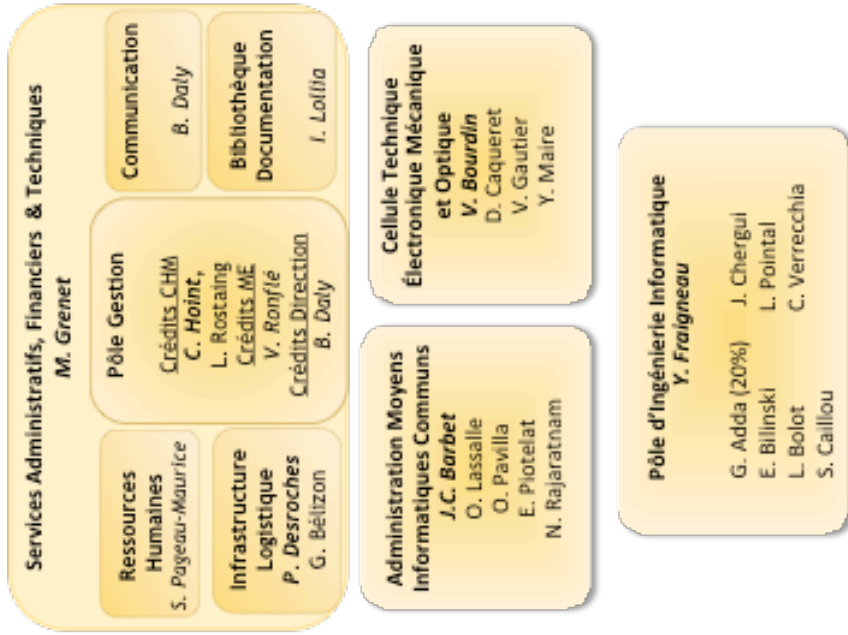 Services Administratifs, Financiers & Techniques
M. Grenet
Ressources
Humaines
S. Pageau-Maurice
Infrastructure
Logistique
P. Desroches
G. Bélizon
Pôle Gestion
Crédits CHM
C. Hoint,
L. Rostaing
Crédits ME
V. Ronflé
Crédits Direction
B. Daly
Communication
B. Daly
Bibliothèque
Documentation
I. Lollia
Administration Moyens
Informatiques Communs
J.C. Barbet
O. Lassalle
O. Pavilla
E. Piotelat
N. Rajaratnam
Cellule Technique
Électronique Mécanique
et Optique
V. Bourdin
D. Caqueret
V. Gautier
Y. Maire
Pôle d'Ingénierie Informatique
Y. Fraigneau
G. Adda (20%) J. Chergui
E. Bilinski L. Pointal
L. Bolot C. Verrecchia
S. Caillou